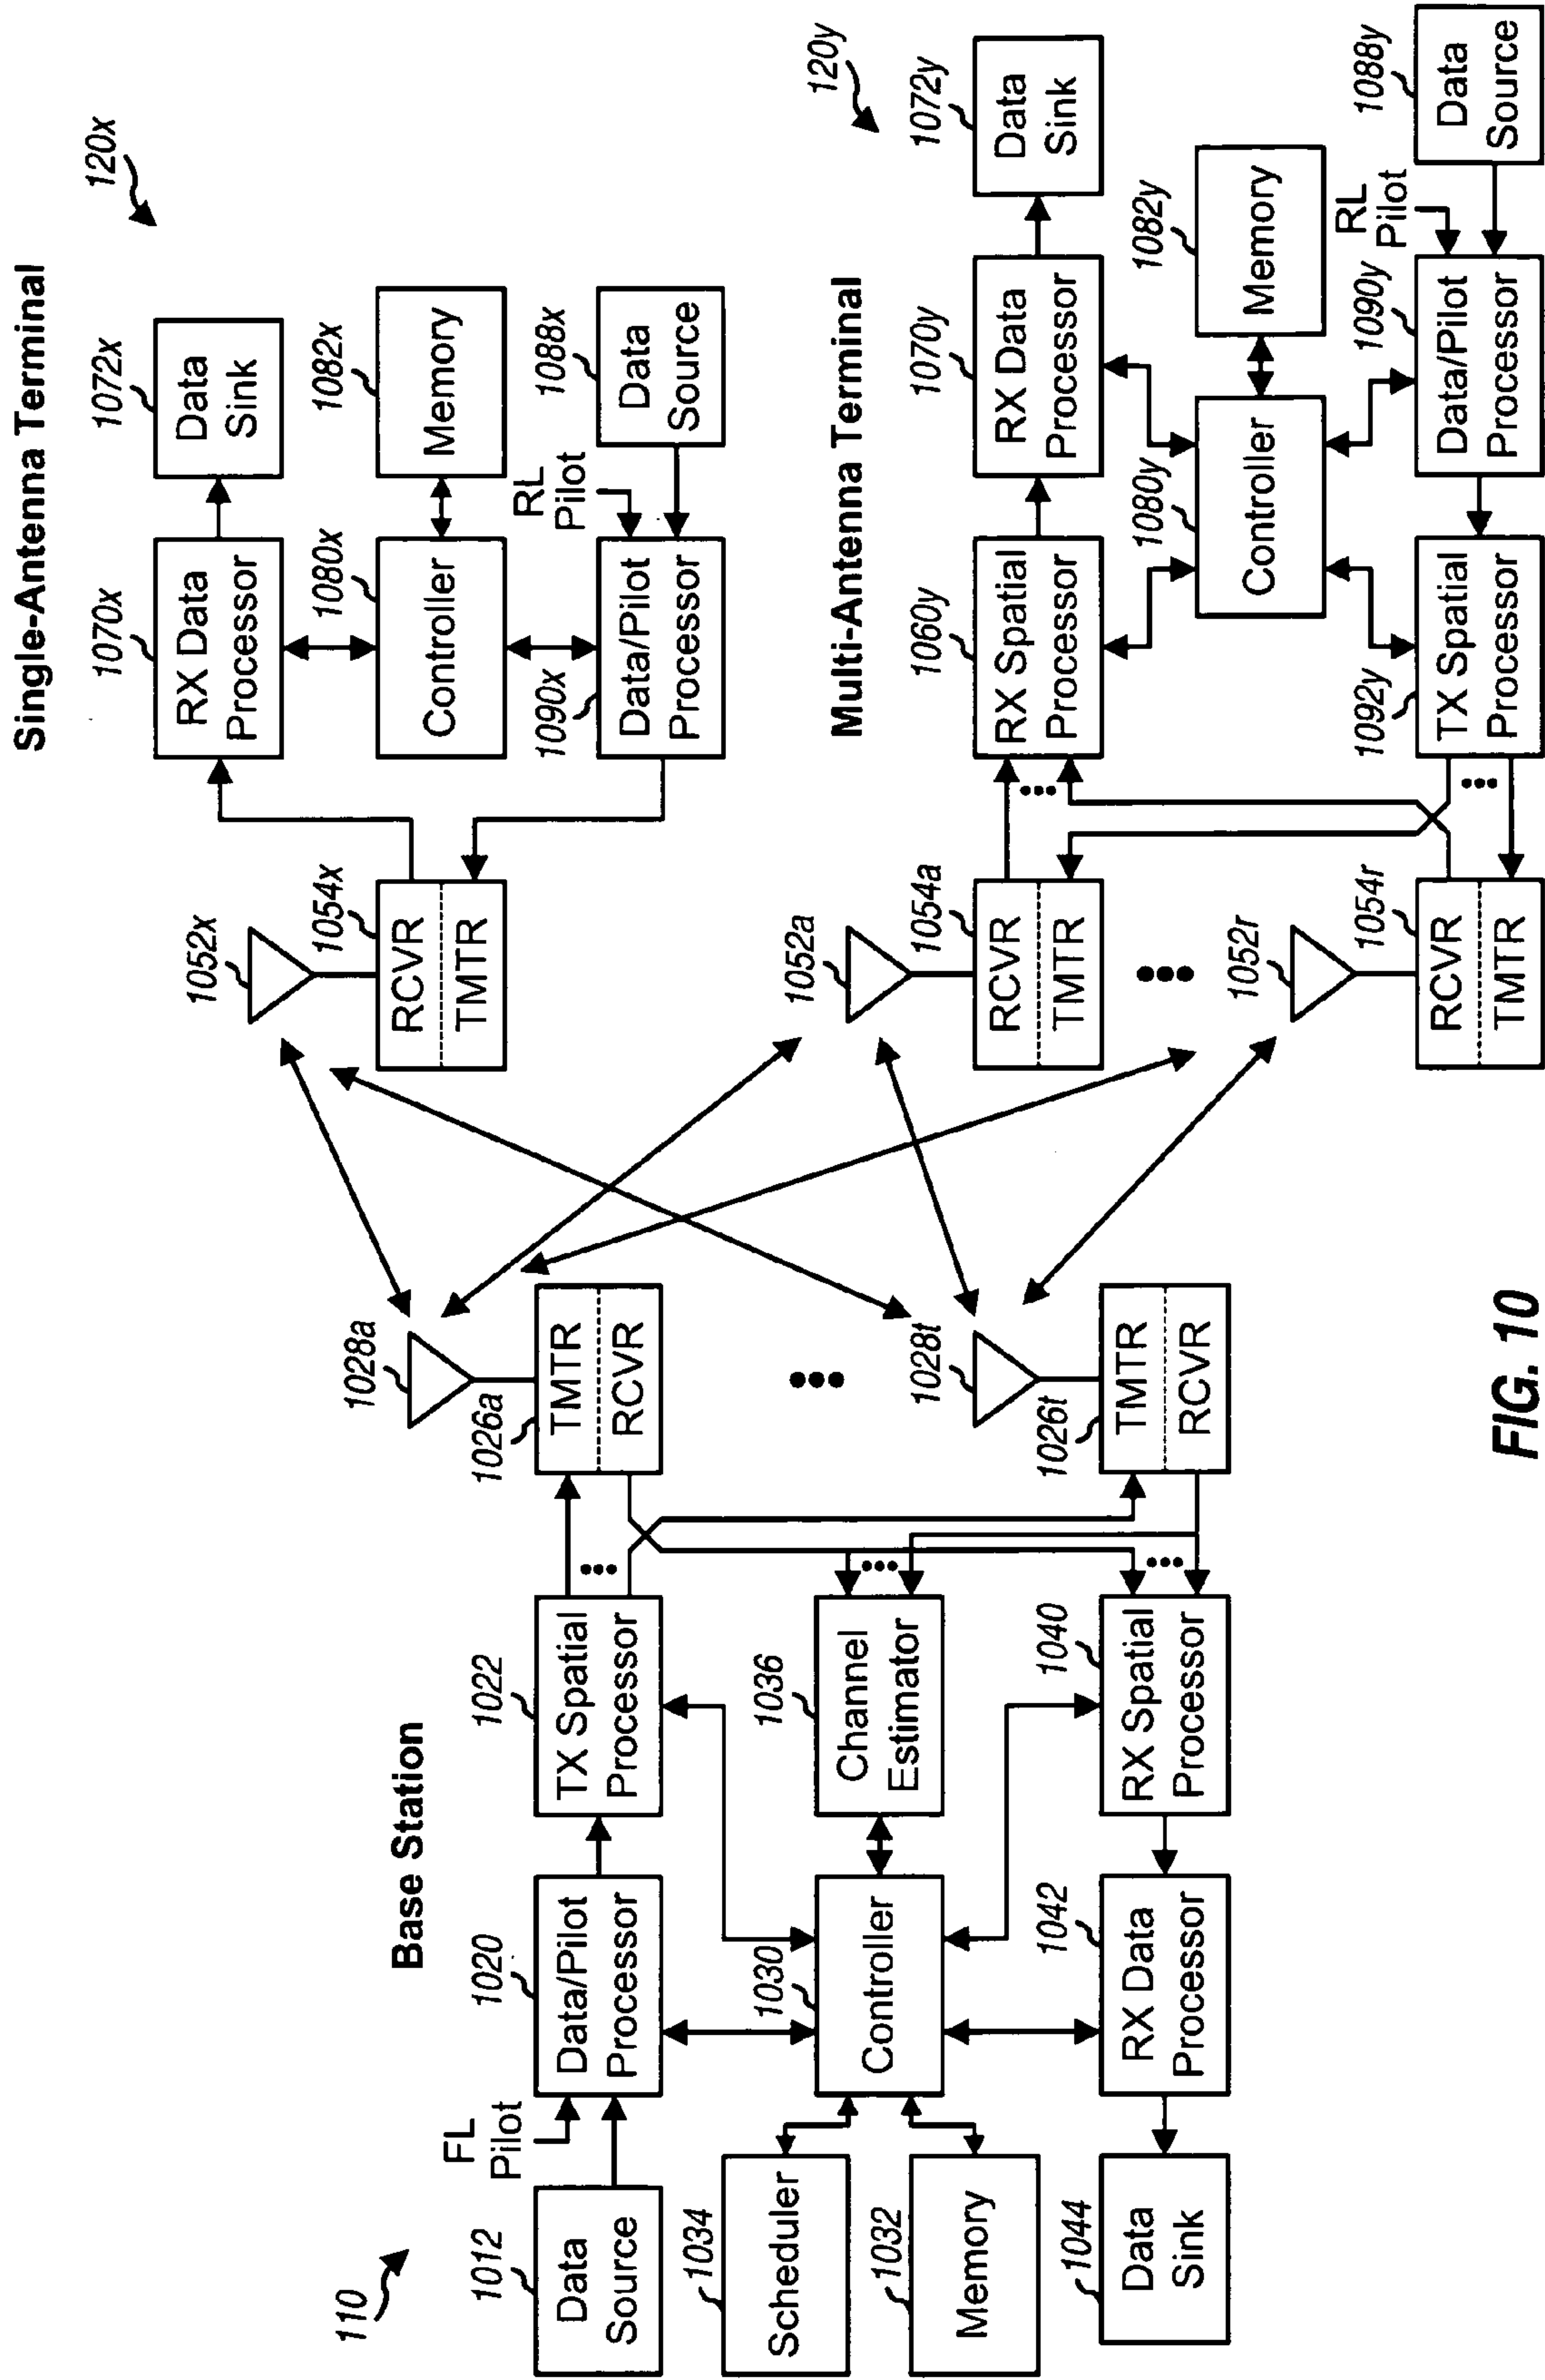 110
Base Station
1012
Data
Source
FL
Pilot
1020
Data/Pilot
Processor
1022
TX Spatial
Processor
1026a
TMTR
RCVR
1028a
1034
Scheduler
1032
Memory
1030
Controller
1036
Channel
Estimator
1044
Data
Sink
1042
RX Data
Processor
1040
RX Spatial
Processor
1026t
TMTR
RCVR
1028t
Single-Antenna Terminal
120x
1052x
1054x
RCVR
TMTR
1070x
RX Data
Processor
1072x
Data
Sink
1080x
Controller
1082x
Memory
1090x
Data/Pilot
Processor
RL
Pilot
1088x
Data
Source
Multi-Antenna Terminal
120y
1052a
1054a
RCVR
TMTR
1060y
RX Spatial
Processor
1070y
RX Data
Processor
1072y
Data
Sink
1080y
Controller
1082y
Memory
1052r
1054r
RCVR
TMTR
1092y
TX Spatial
Processor
1090y
Data/Pilot
Processor
RL
Pilot
1088y
Data
Source
FIG. 10